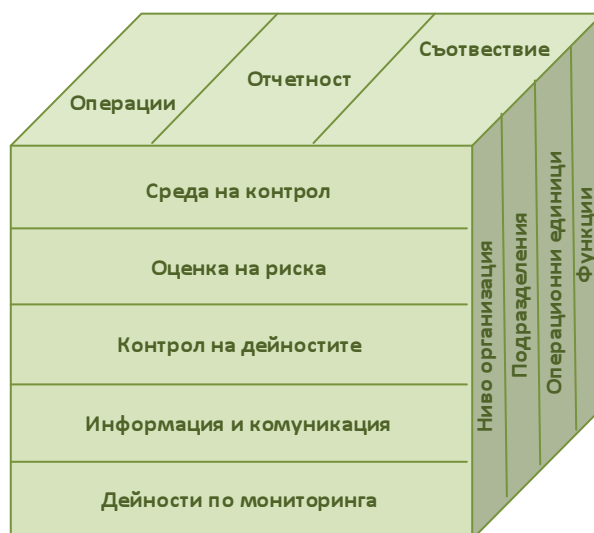 Операции
Отчетност
Съотвествие
Среда на контрол
Оценка на риска
Контрол на дейностите
Информация и комуникация
Дейности по мониторинга
Ниво организация
Подразделения
Операционни единици
Функции